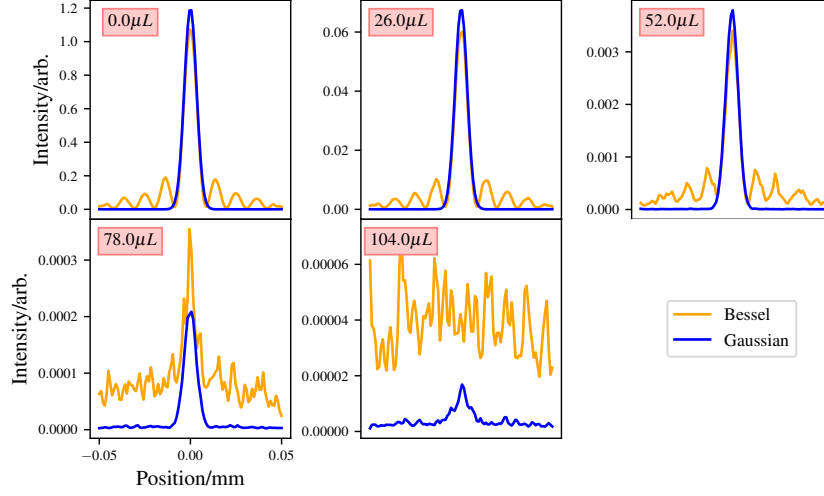 0.0μL
26.0μL
52.0μL
Intensity/arb.
1.2
1.0
0.8
0.6
0.4
0.2
0.0
0.06
0.04
0.02
0.00
0.003
0.002
0.001
0.000
78.0μL
104.0μL
Intensity/arb.
0.0003
0.0002
0.0001
0.0000
0.00006
0.00004
0.00002
0.00000
Bessel
Gaussian
−0.05
0.00
0.05
Position/mm